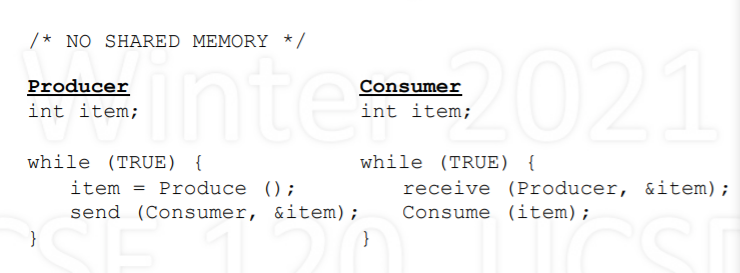 /* NO SHARED MEMORY */
Producer
int item;
while (TRUE) {
item = Produce ();
send (Consumer, &item);
}
Consumer
int item;
while (TRUE) {
receive (Producer, &item);
Consume (item);
}
Winter 2021
CSE 120 UCSD